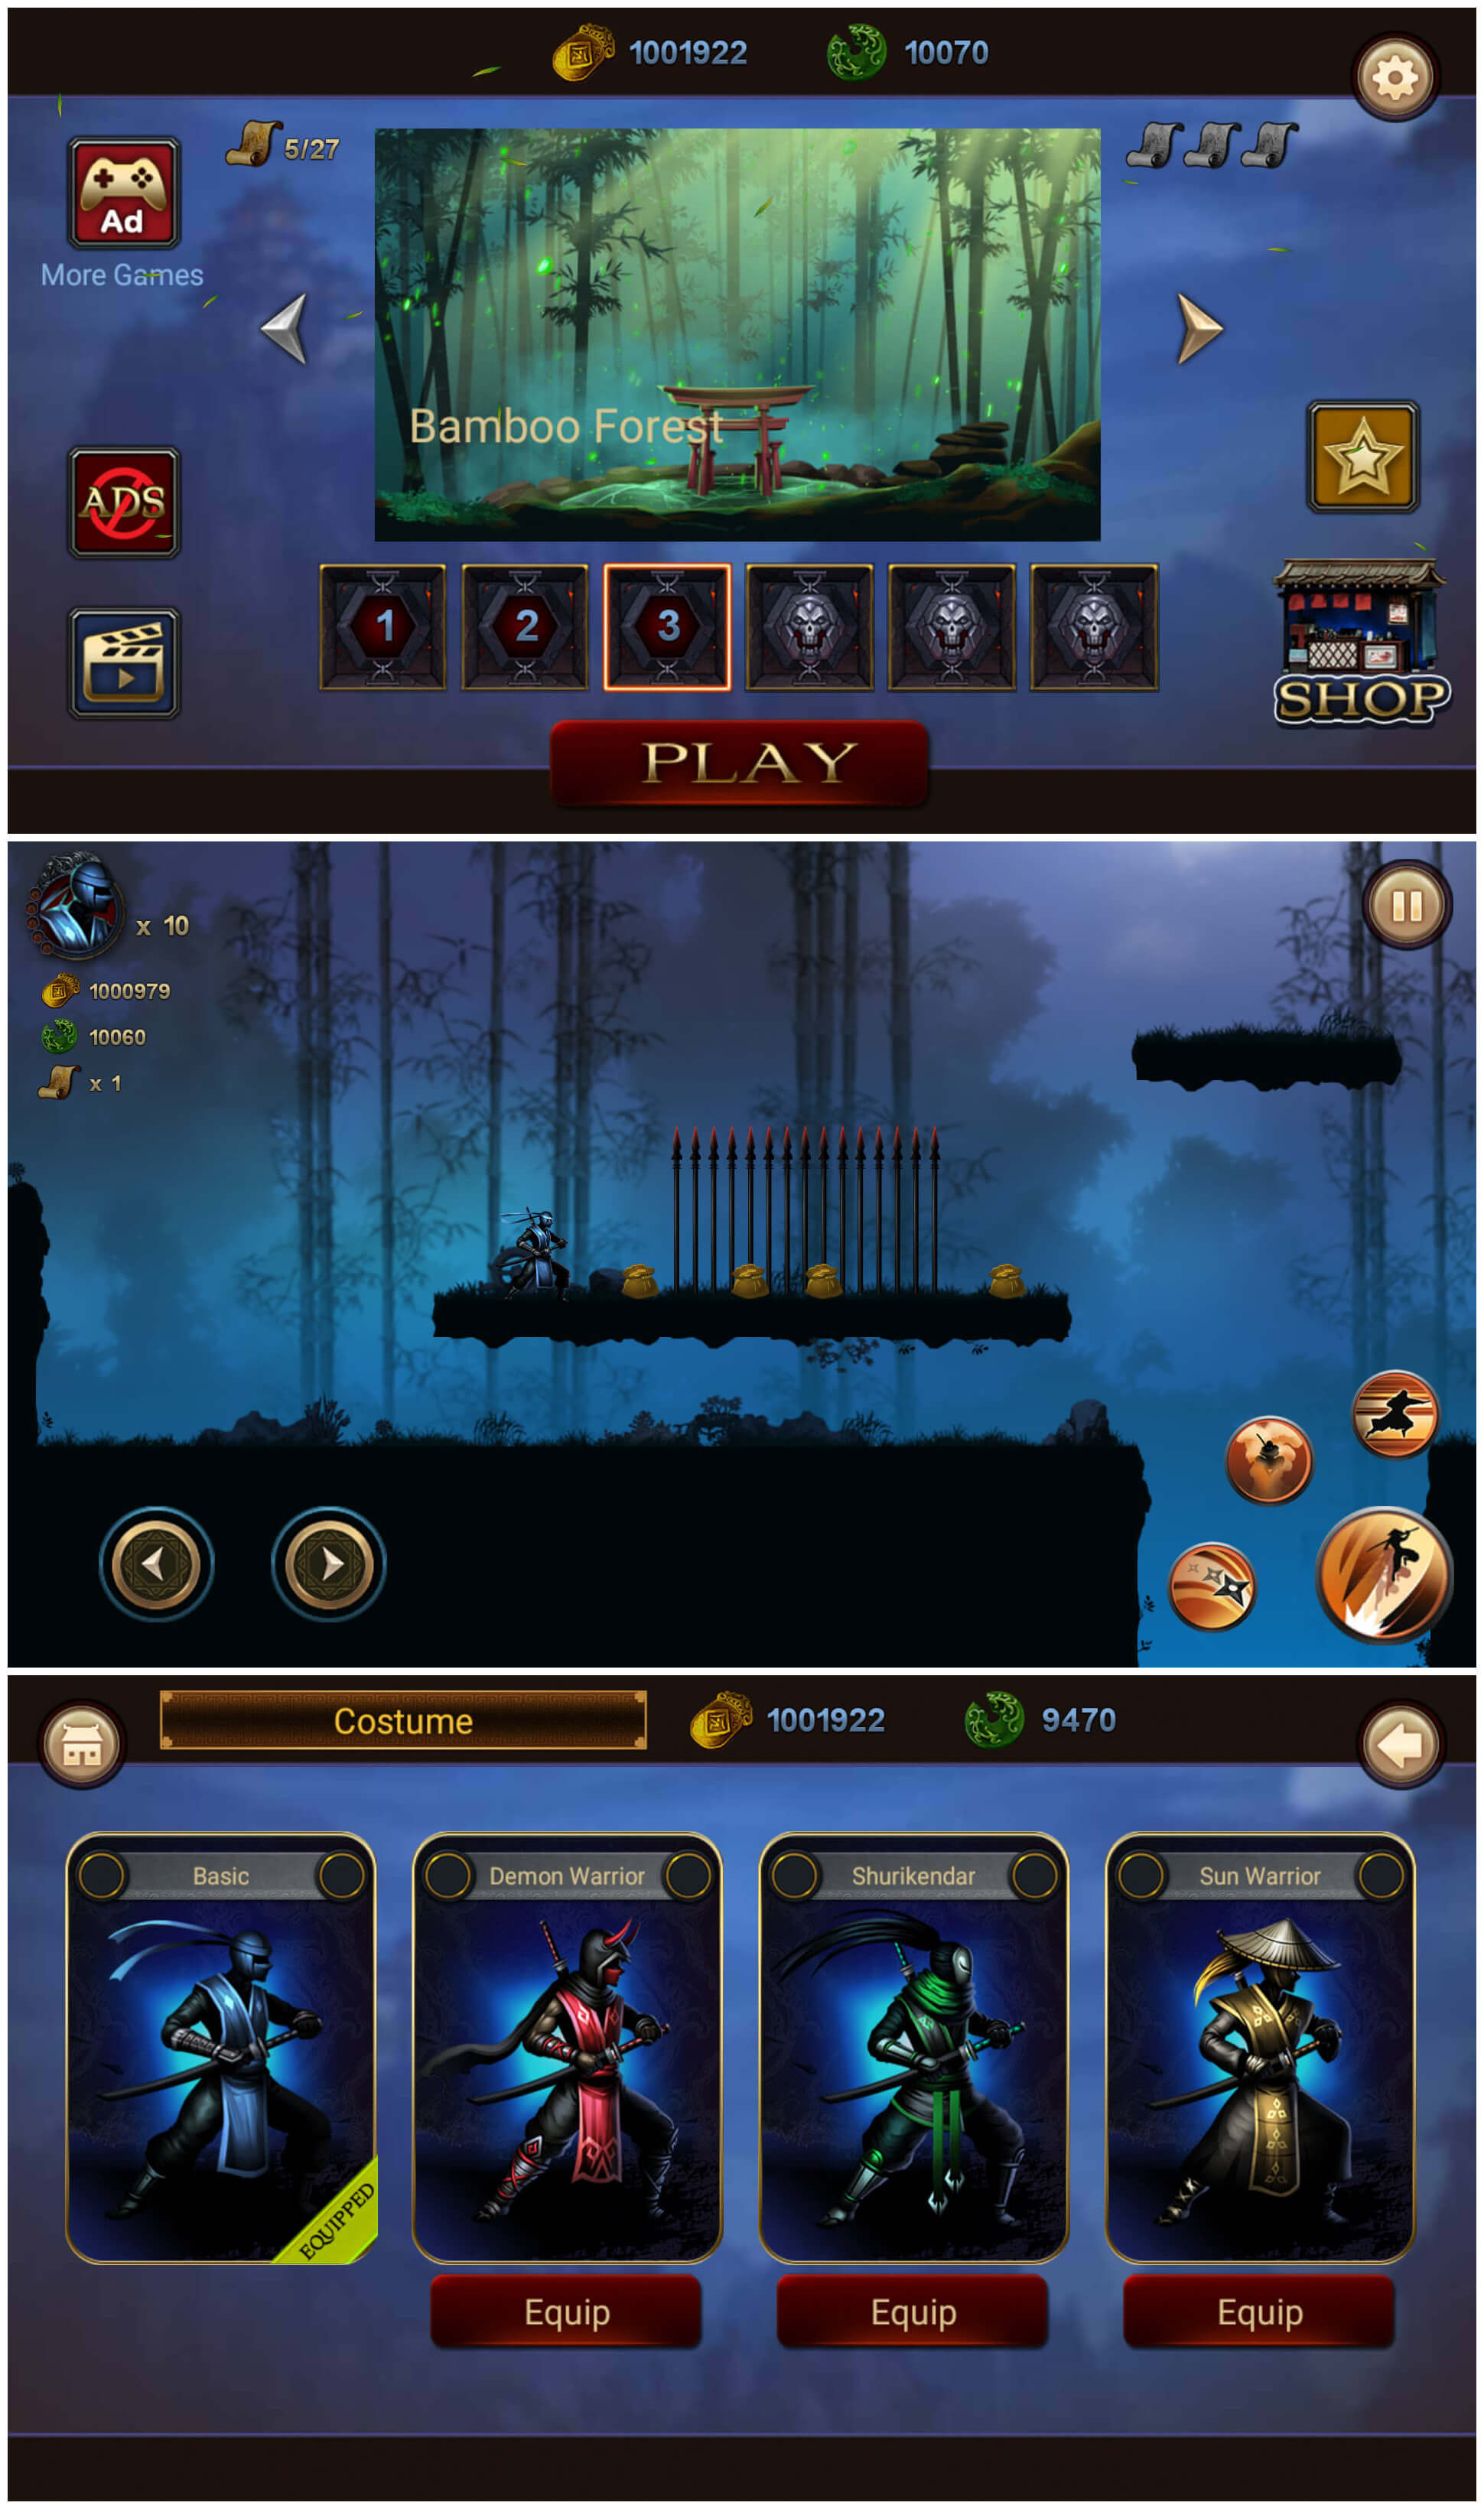 1001922 10070
5/27
Ad
More Games
Bamboo Forest
ADS
1 2 3
SHOP
PLAY
x 10
1000979
10060
x 1
Costume 1001922 9470
Basic Demon Warrior Shurikendar Sun Warrior
EQUIPPED
Equip Equip Equip